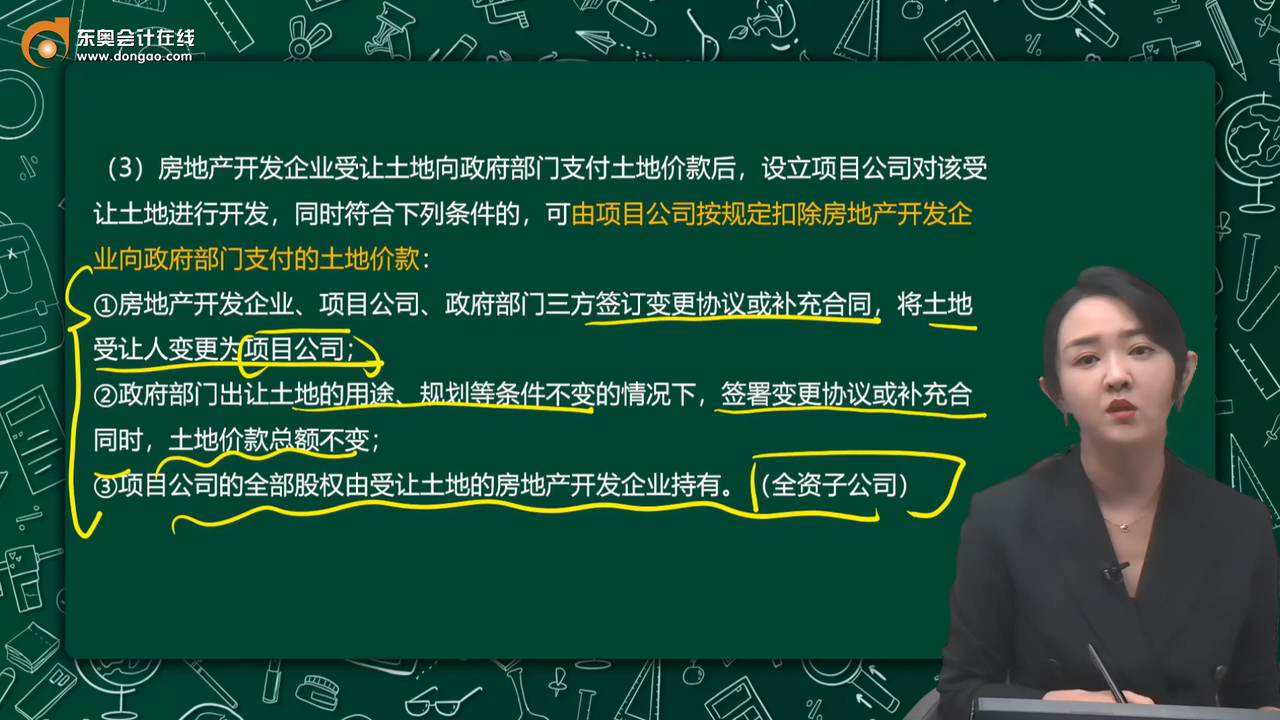 东奥会计在线
www.dongao.com
（3）房地产开发企业受让土地向政府部门支付土地价款后，设立项目公司对该受
让土地进行开发，同时符合下列条件的，可由项目公司按规定扣除房地产开发企
业向政府部门支付的土地价款：
①房地产开发企业、项目公司、政府部门三方签订变更协议或补充合同，将土地
受让人变更为项目公司；
②政府部门出让土地的用途、规划等条件不变的情况下，签署变更协议或补充合
同时，土地价款总额不变；
③项目公司的全部股权由受让土地的房地产开发企业持有。（全资子公司）